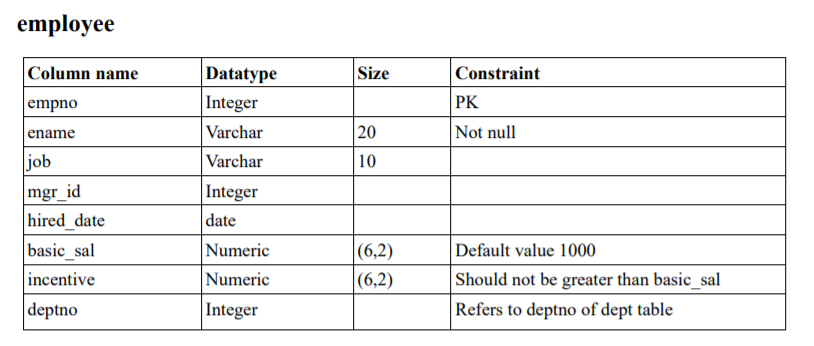 employee
Column name Datatype Size Constraint
empno Integer PK
ename Varchar 20 Not null
job Varchar 10
mgr_id Integer
hired_date date
basic_sal Numeric (6,2) Default value 1000
incentive Numeric (6,2) Should not be greater than basic_sal
deptno Integer Refers to deptno of dept table